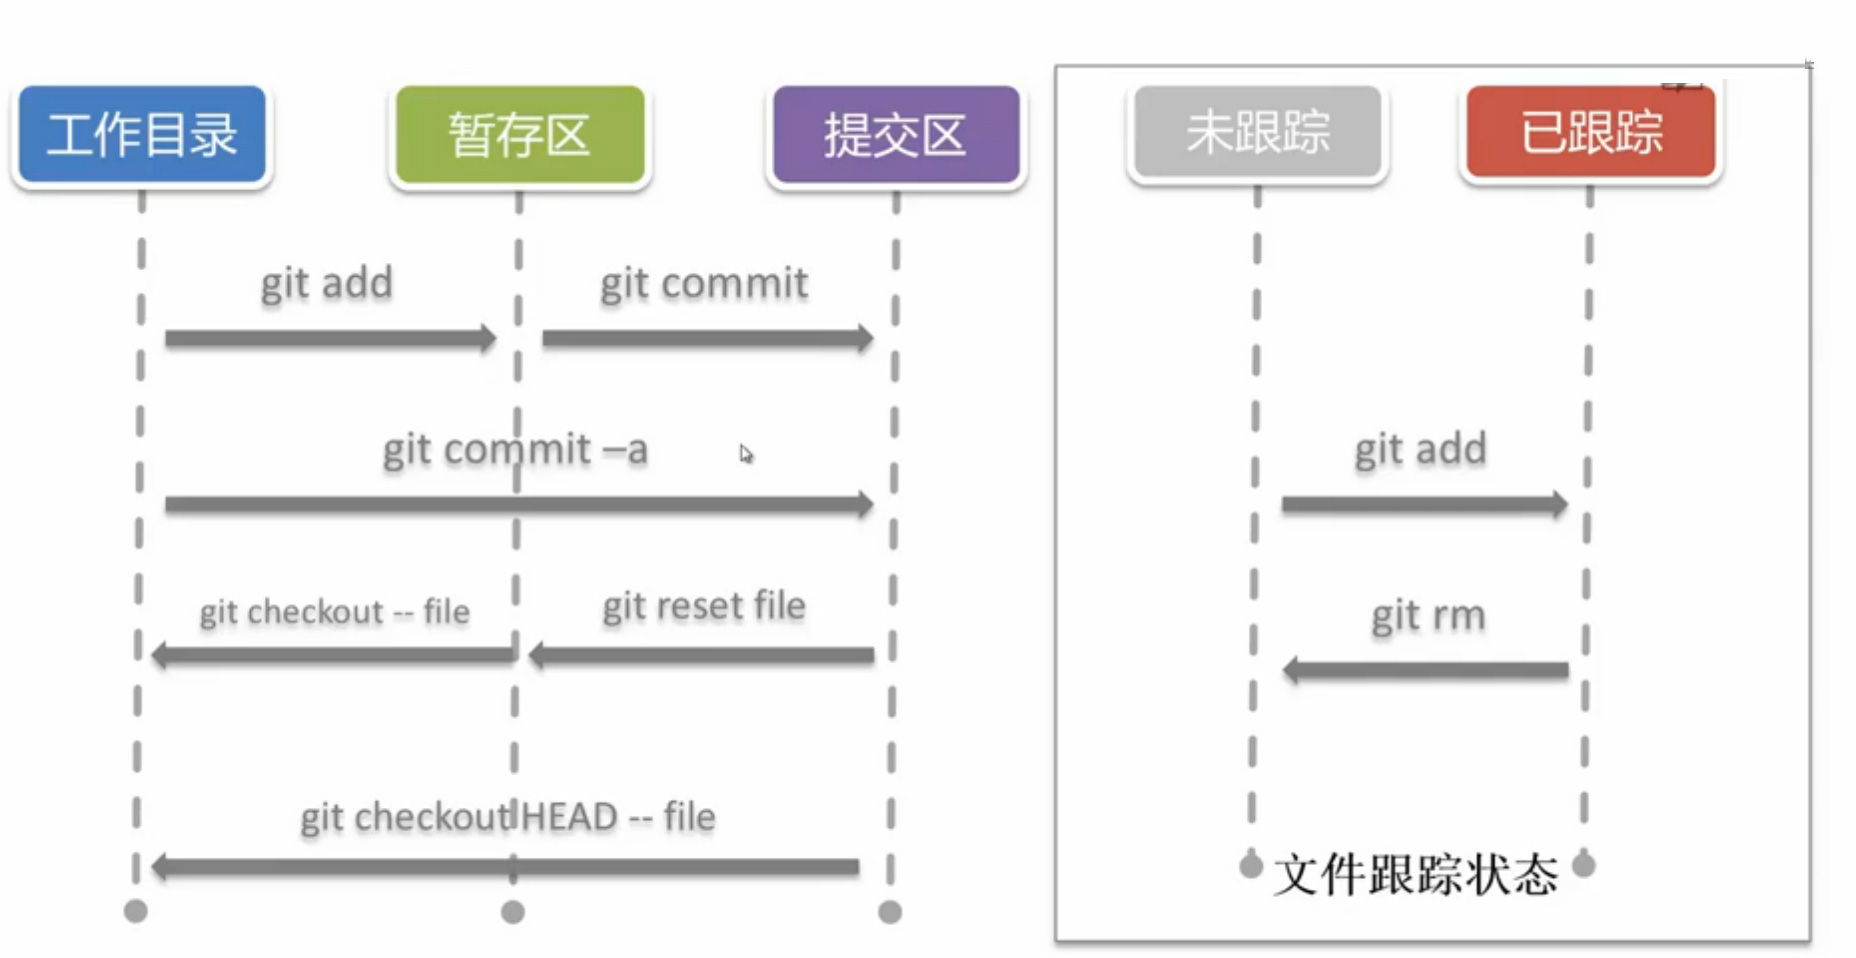 工作目录
暂存区
提交区
未跟踪
已跟踪
git add
git commit
git commit –a
git checkout -- file
git reset file
git checkout HEAD -- file
git add
git rm
文件跟踪状态